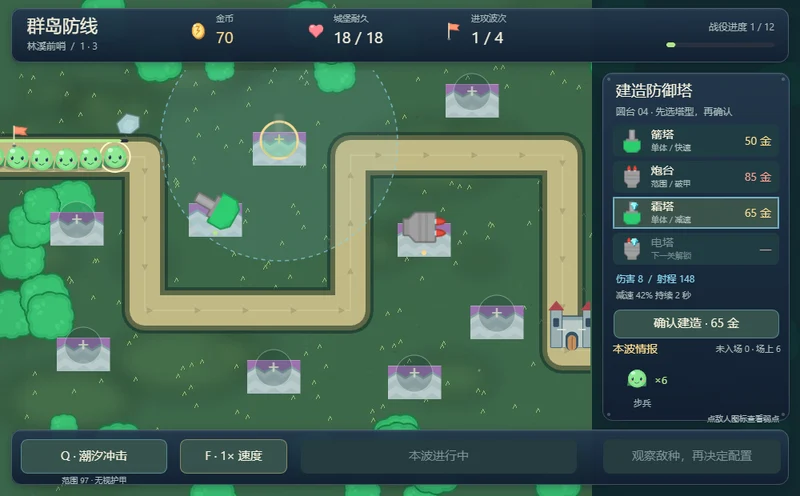 群岛防线
林溪前哨 / 1·3
金币
70
城堡耐久
18 / 18
进攻波次
1 / 4
战役进度 1 / 12
建造防御塔
圆台 04 · 先选塔型，再确认
箭塔
单体 / 快速
50 金
炮台
范围 / 破甲
85 金
霜塔
单体 / 减速
65 金
电塔
下一关解锁
—
伤害 8 / 射程 148
减速 42% 持续 2 秒
确认建造 · 65 金
本波情报
未入场 0 · 场上 6
×6
步兵
点敌人图标查看弱点
Q · 潮汐冲击
F · 1× 速度
本波进行中
观察敌种，再决定配置
范围 97 · 无视护甲